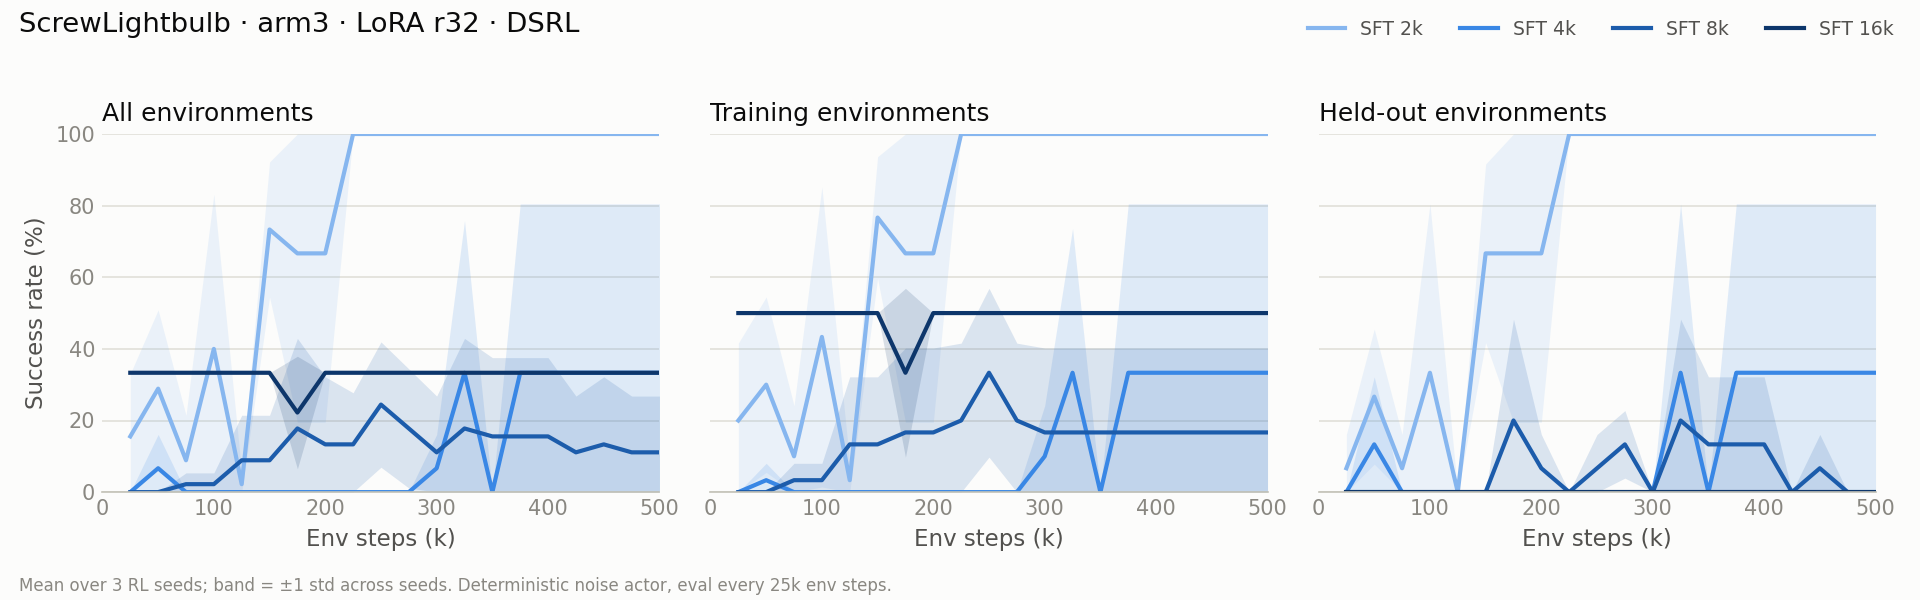 ScrewLightbulb · arm3 · LoRA r32 · DSRL
SFT 2k SFT 4k SFT 8k SFT 16k
All environments
Training environments
Held-out environments
Success rate (%)
100
80
60
40
20
0
0 100 200 300 400 500
0 100 200 300 400 500
0 100 200 300 400 500
Env steps (k)
Env steps (k)
Env steps (k)
Mean over 3 RL seeds; band = ±1 std across seeds. Deterministic noise actor, eval every 25k env steps.